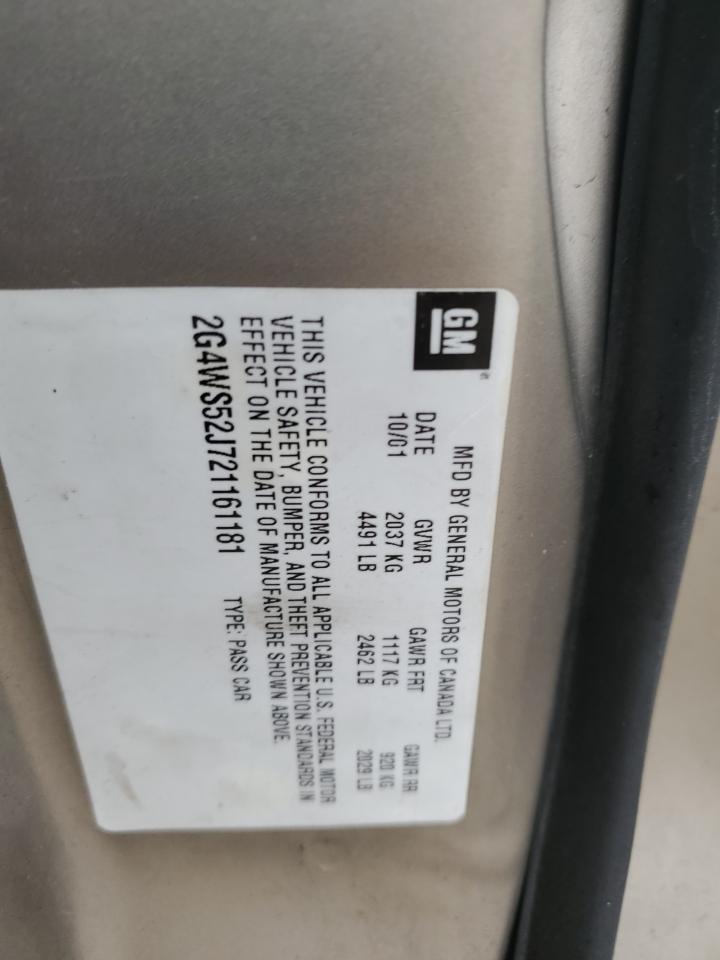 GM
MFD BY GENERAL MOTORS OF CANADA LTD.
DATE GVWR GAWR FRT GAWR RR
10/01 2037 KG 1117 KG 920 KG
4491 LB 2462 LB 2029 LB
THIS VEHICLE CONFORMS TO ALL APPLICABLE U.S. FEDERAL MOTOR
VEHICLE SAFETY, BUMPER, AND THEFT PREVENTION STANDARDS IN
EFFECT ON THE DATE OF MANUFACTURE SHOWN ABOVE.
2G4WS52J721161181 TYPE: PASS CAR